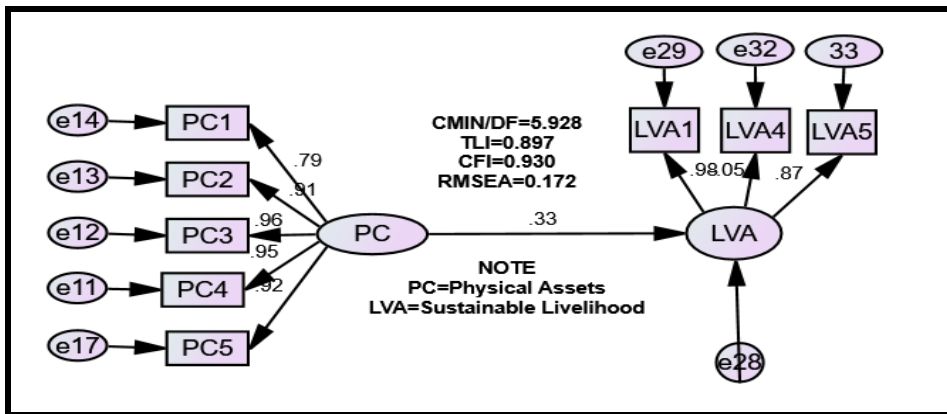 e29
e32
33
e14
PC1
.79
e13
PC2
.91
e12
PC3
.96
e11
PC4
.95
e17
PC5
.92
PC
CMIN/DF=5.928
TLI=0.897
CFI=0.930
RMSEA=0.172
.33
NOTE
PC=Physical Assets
LVA=Sustainable Livelihood
LVA1
LVA4
LVA5
.98
.05
.87
LVA
e28